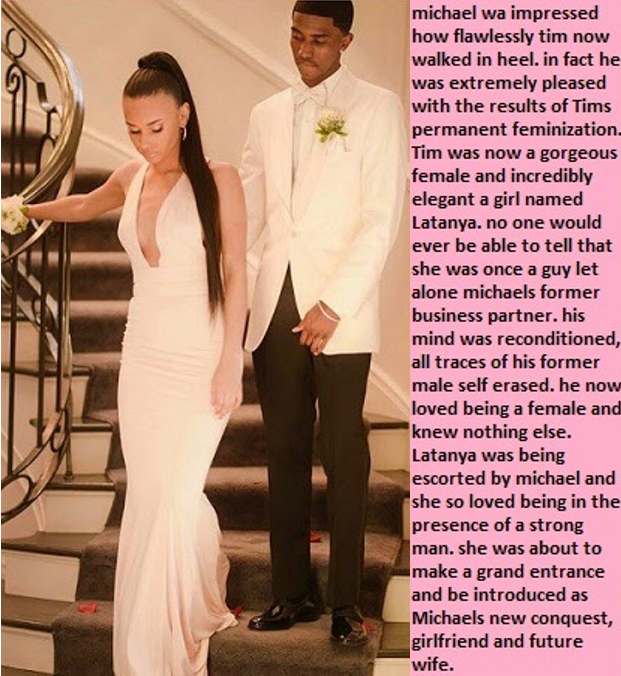 michael wa impressed
how flawlessly tim now
walked in heel. in fact he
was extremely pleased
with the results of Tims
permanent feminization.
Tim was now a gorgeous
female and incredibly
elegant a girl named
Latanya. no one would
ever be able to tell that
she was once a guy let
alone michaels former
business partner. his
mind was reconditioned,
all traces of his former
male self erased. he now
loved being a female and
knew nothing else.
Latanya was being
escorted by michael and
she so loved being in the
presence of a strong
man. she was about to
make a grand entrance
and be introduced as
Michaels new conquest,
girlfriend and future
wife.